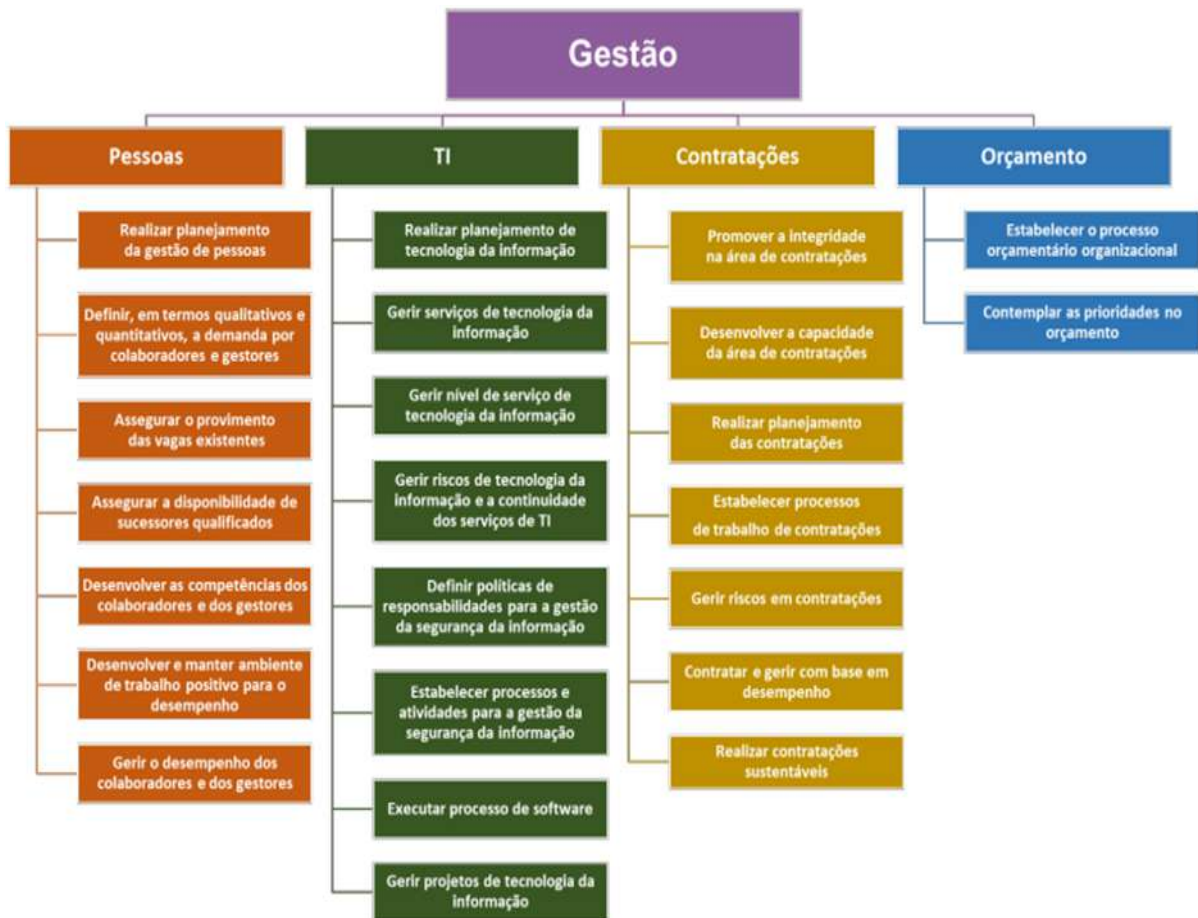 Gestão
Pessoas
Realizar planejamento
da gestão de pessoas
Definir, em termos qualitativos e
quantitativos, a demanda por
colaboradores e gestores
Assegurar o provimento
das vagas existentes
Assegurar a disponibilidade de
sucessores qualificados
Desenvolver as competências dos
colaboradores e dos gestores
Desenvolver e manter ambiente
de trabalho positivo para o
desempenho
Gerir o desempenho dos
colaboradores e dos gestores
TI
Realizar planejamento de
tecnologia da informação
Gerir serviços de tecnologia da
informação
Gerir nível de serviço de
tecnologia da informação
Gerir riscos de tecnologia da
informação e a continuidade
dos serviços de TI
Definir políticas de
responsabilidades para a gestão
da segurança da informação
Estabelecer processos e
atividades para a gestão da
segurança da informação
Executar processo de software
Gerir projetos de tecnologia da
informação
Contratações
Promover a integridade
na área de contratações
Desenvolver a capacidade
da área de contratações
Realizar planejamento
das contratações
Estabelecer processos
de trabalho de contratações
Gerir riscos em contratações
Contratar e gerir com base em
desempenho
Realizar contratações
sustentáveis
Orçamento
Estabelecer o processo
orçamentário organizacional
Contemplar as prioridades no
orçamento